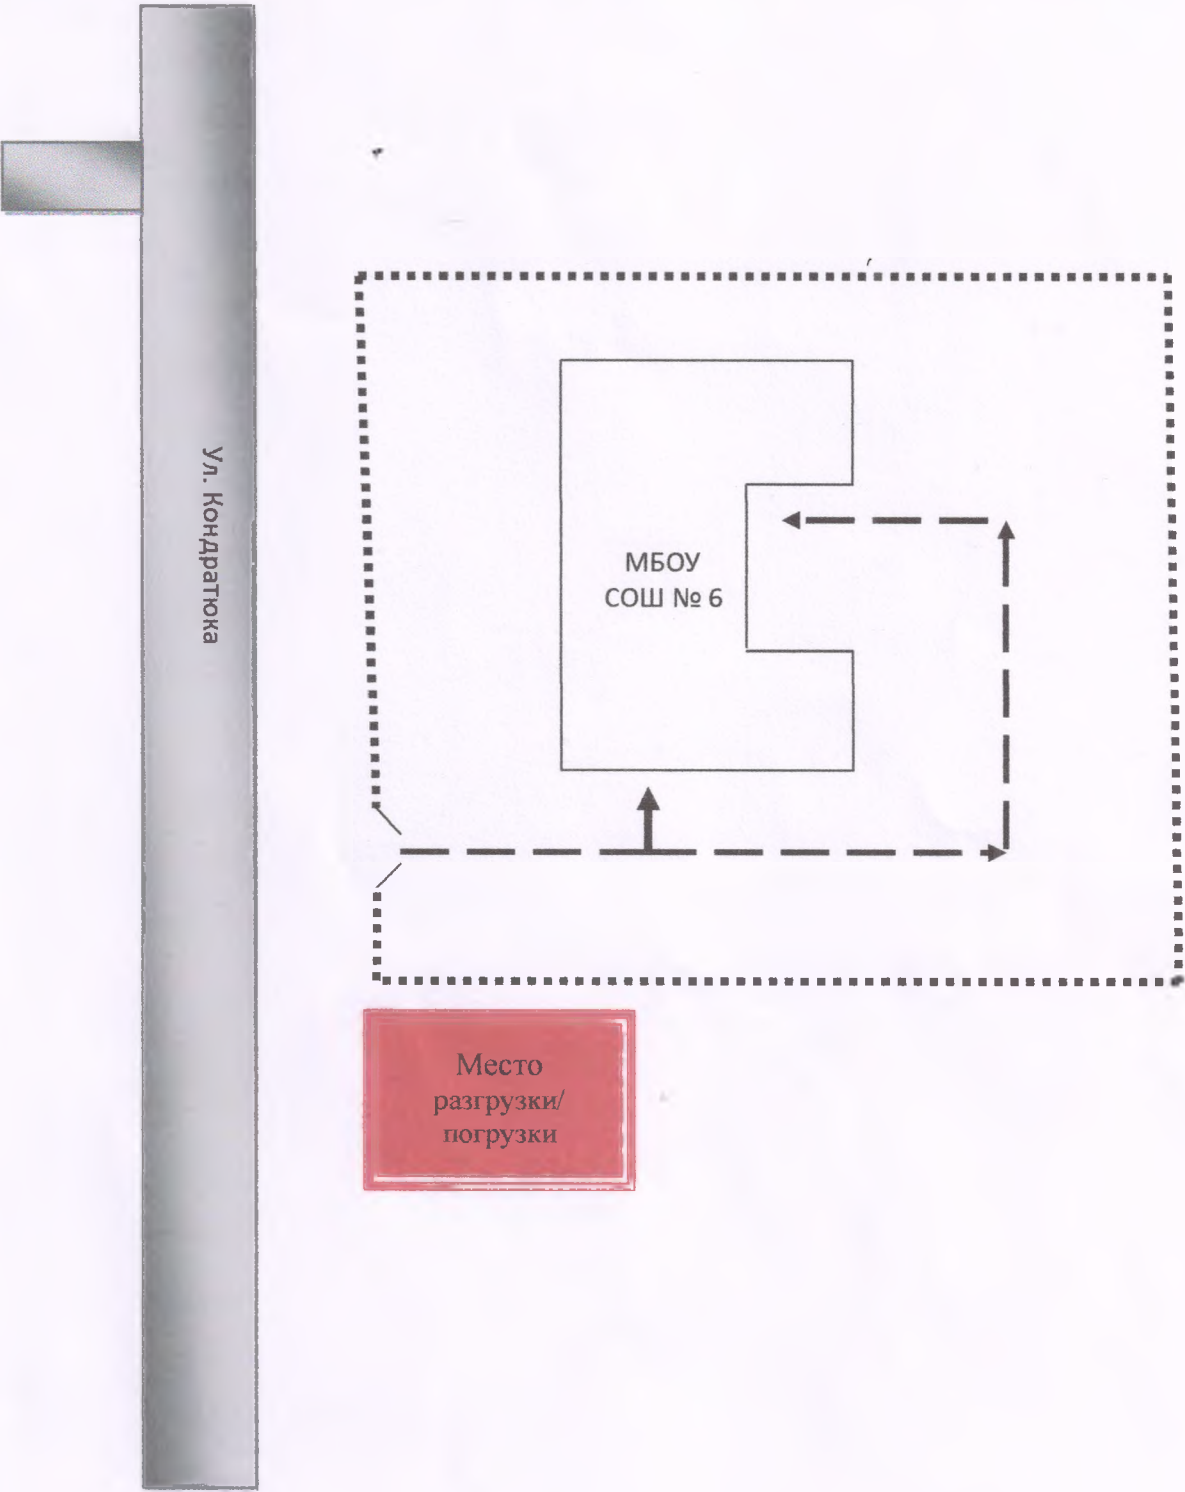 Ул. Кондратюка
МБОУ
СОШ № 6
Место
разгрузки/
погрузки